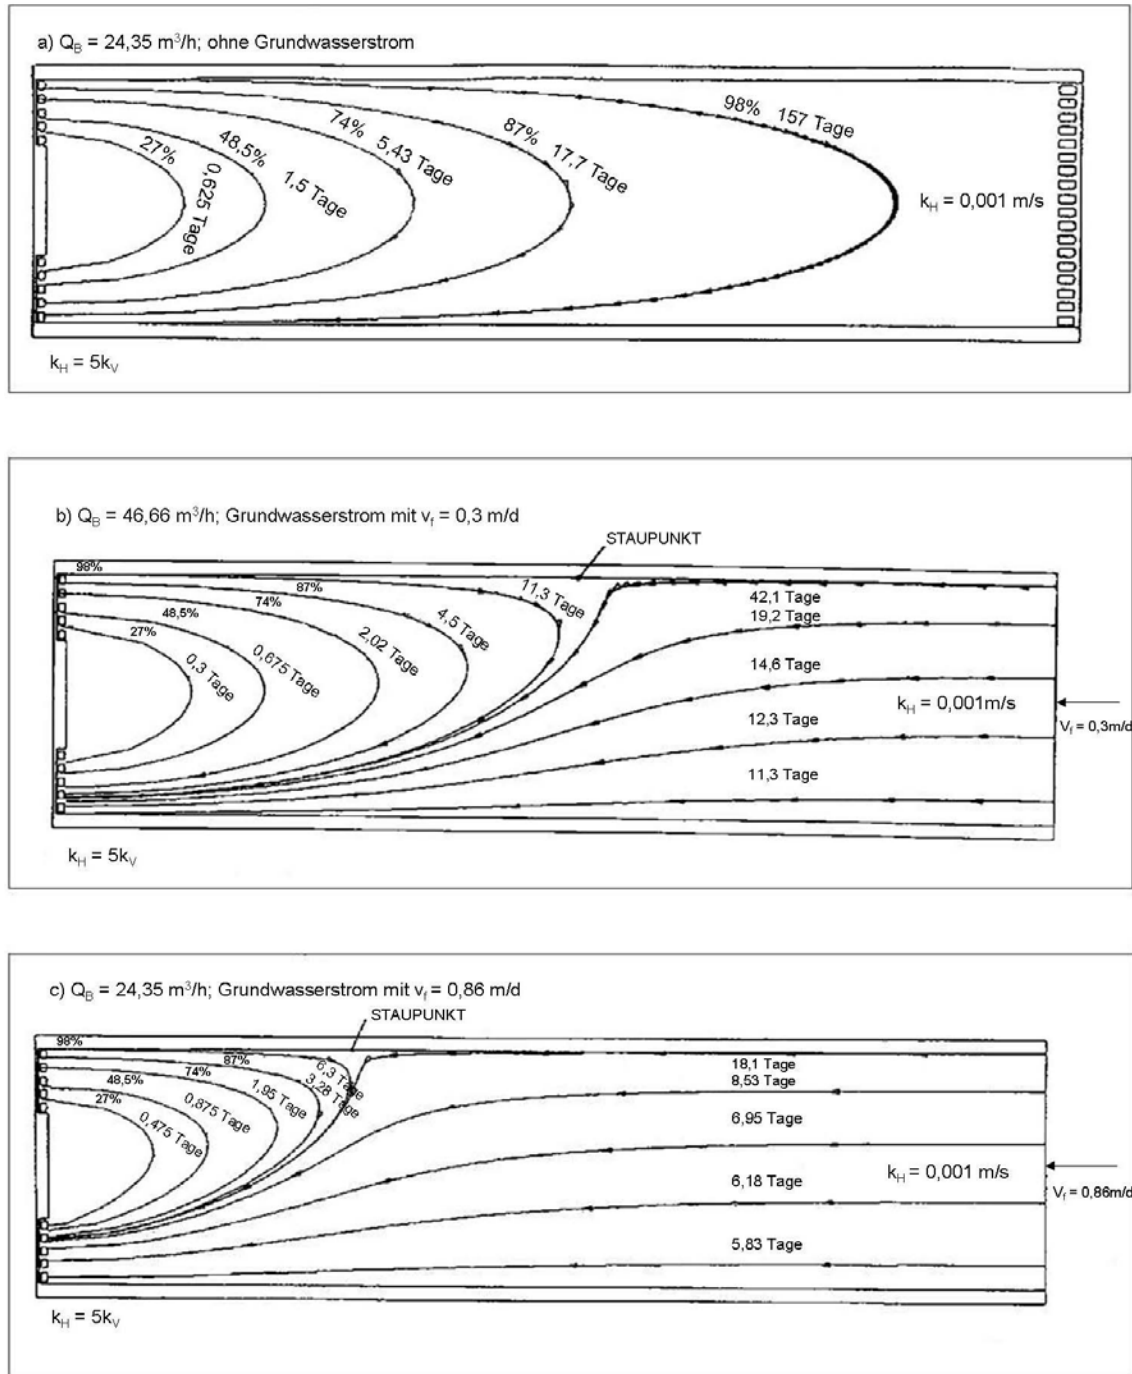 a) Q_B = 24,35 m³/h; ohne Grundwasserstrom
98% 157 Tage
87% 17,7 Tage
74% 5,43 Tage
48,5% 1,5 Tage
27% 0,625 Tage
k_H = 0,001 m/s
k_H = 5k_V
b) Q_B = 46,66 m³/h; Grundwasserstrom mit v_f = 0,3 m/d
STAUPUNKT
98%
87%
74%
48,5%
27%
11,3 Tage
4,5 Tage
2,02 Tage
0,675 Tage
0,3 Tage
42,1 Tage
19,2 Tage
14,6 Tage
k_H = 0,001m/s
V_f = 0,3m/d
12,3 Tage
11,3 Tage
k_H = 5k_V
c) Q_B = 24,35 m³/h; Grundwasserstrom mit v_f = 0,86 m/d
STAUPUNKT
98%
87%
74%
48,5%
27%
6,3 Tage
3,28 Tage
1,95 Tage
0,875 Tage
0,475 Tage
18,1 Tage
8,53 Tage
6,95 Tage
k_H = 0,001 m/s
6,18 Tage
V_f = 0,86m/d
5,83 Tage
k_H = 5k_V